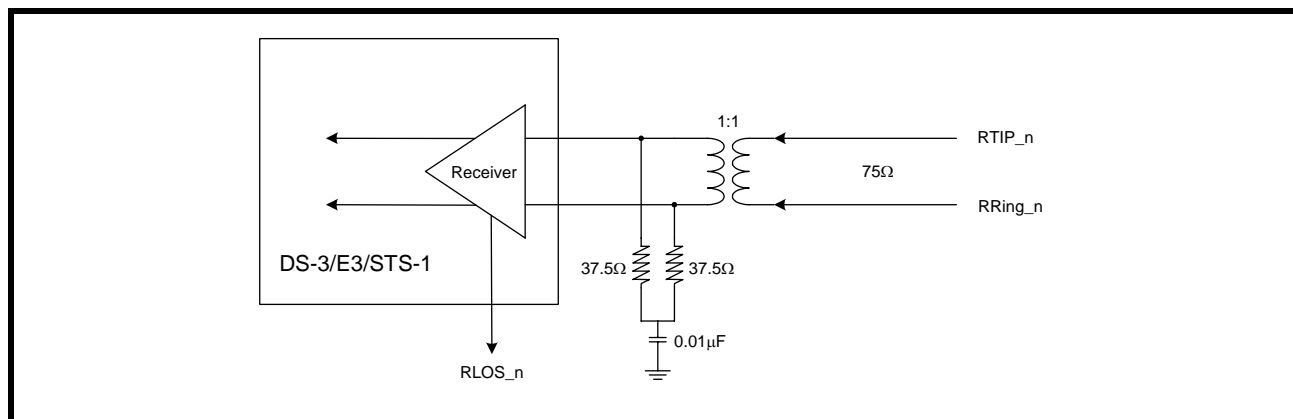 1:1
RTIP_n
Receiver
75Ω
RRing_n
DS-3/E3/STS-1
37.5Ω
37.5Ω
0.01μF
RLOS_n